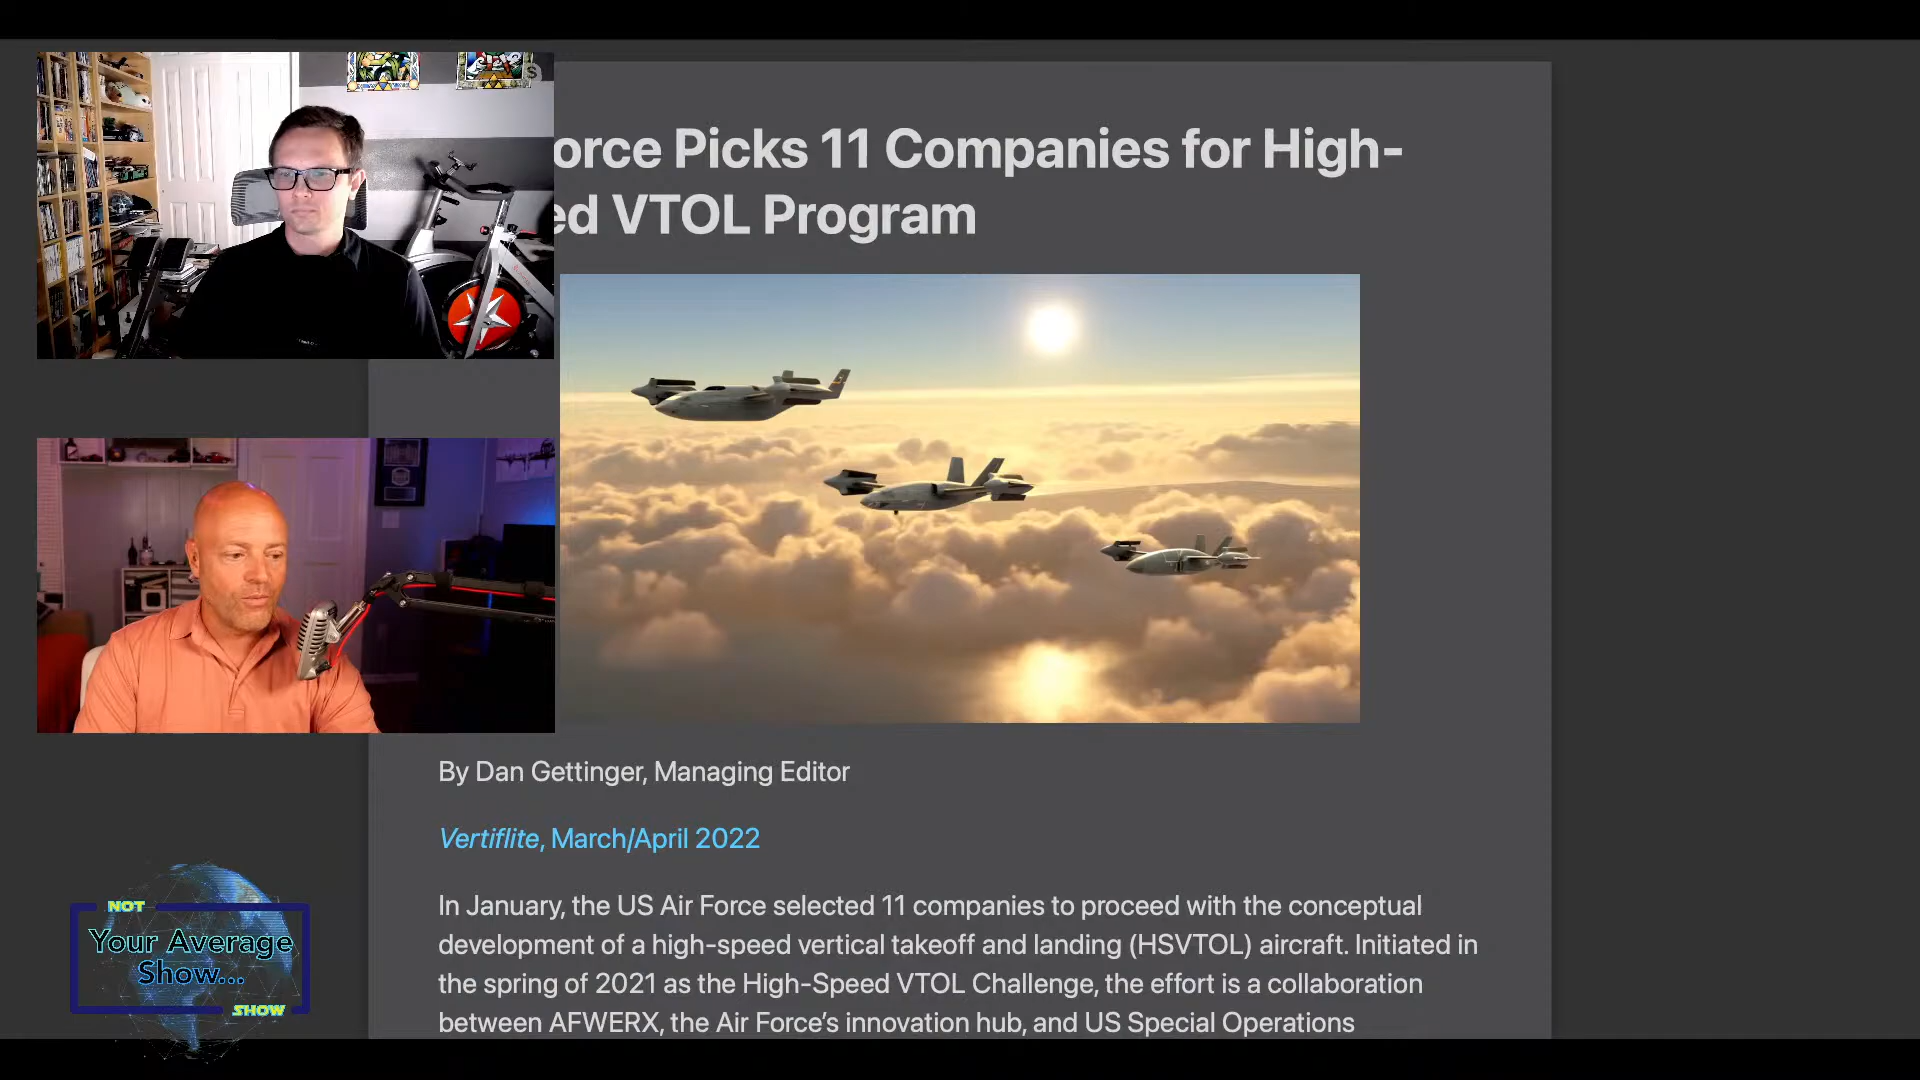 orce Picks 11 Companies for High-
ed VTOL Program
By Dan Gettinger, Managing Editor
Vertiflite, March/April 2022
In January, the US Air Force selected 11 companies to proceed with the conceptual
development of a high-speed vertical takeoff and landing (HSVTOL) aircraft. Initiated in
the spring of 2021 as the High-Speed VTOL Challenge, the effort is a collaboration
between AFWERX, the Air Force’s innovation hub, and US Special Operations
NOT
Your Average
Show...
SHOW